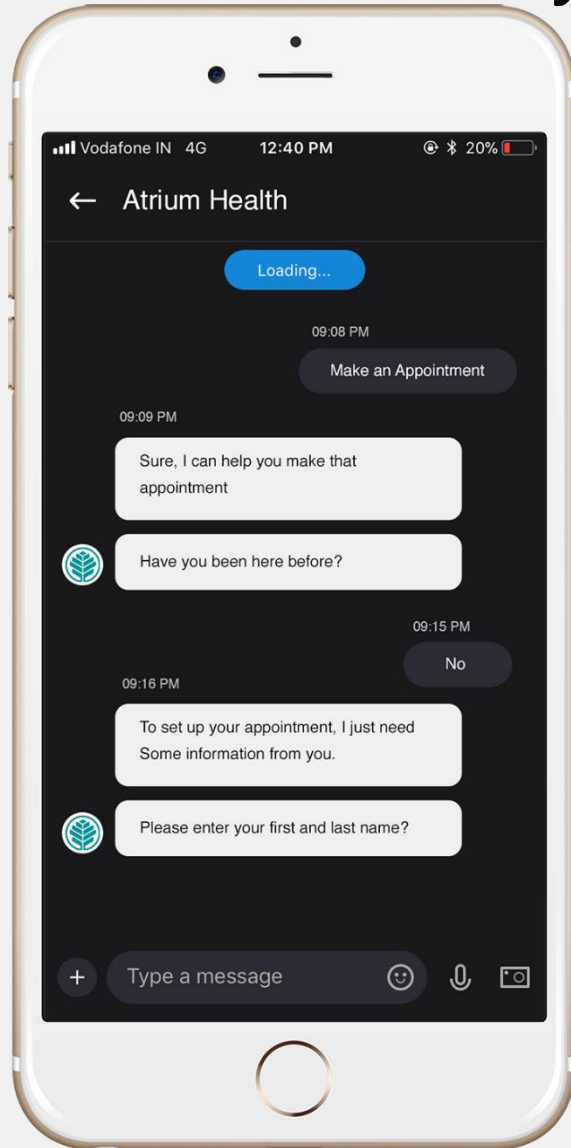 Vodafone IN 4G 12:40 PM 20%
Atrium Health
Loading...
09:08 PM
Make an Appointment
09:09 PM
Sure, I can help you make that
appointment
Have you been here before?
09:15 PM
No
09:16 PM
To set up your appointment, I just need
Some information from you.
Please enter your first and last name?
+ Type a message